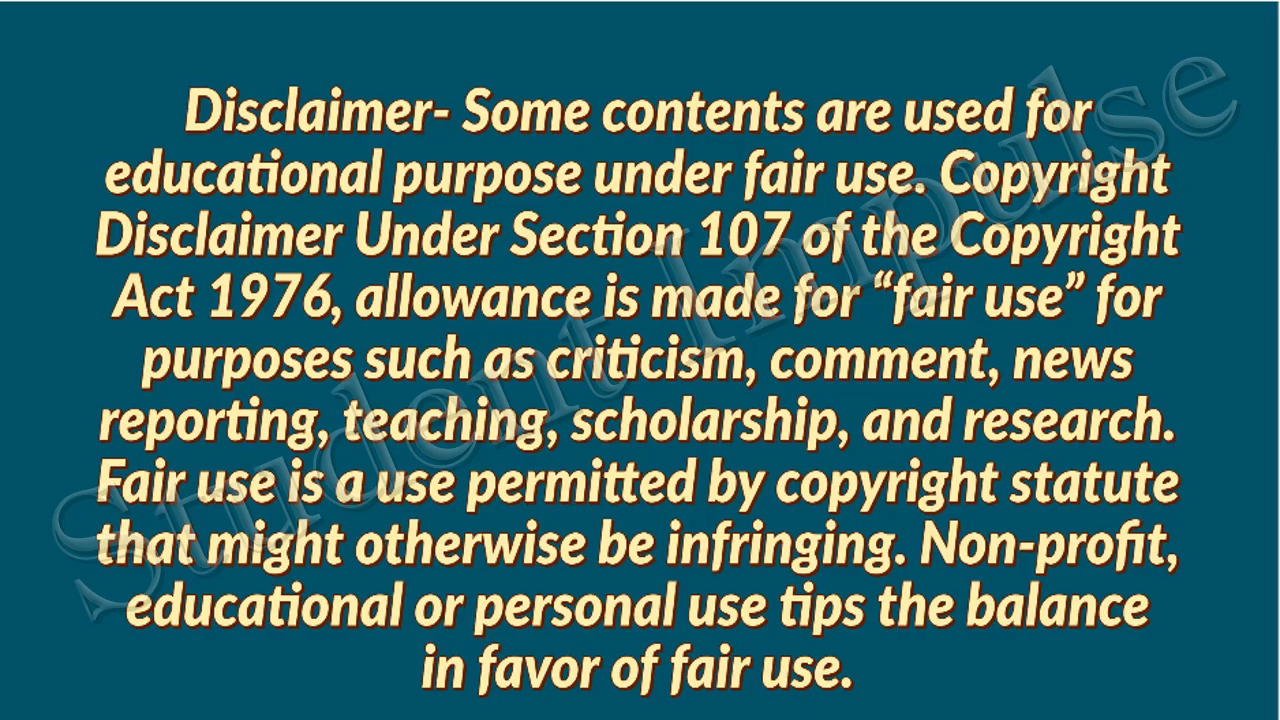 Disclaimer- Some contents are used for
educational purpose under fair use. Copyright
Disclaimer Under Section 107 of the Copyright
Act 1976, allowance is made for “fair use” for
purposes such as criticism, comment, news
reporting, teaching, scholarship, and research.
Fair use is a use permitted by copyright statute
that might otherwise be infringing. Non-profit,
educational or personal use tips the balance
in favor of fair use.
Student Impulse